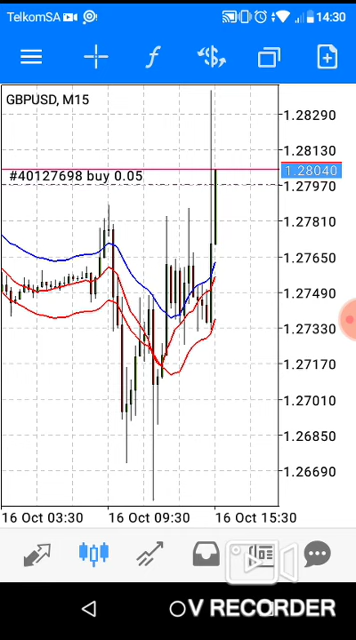 TelkomSA 14:30
GBPUSD, M15
1.28290
1.28130
1.28040
#40127698 buy 0.05
1.27970
1.27810
1.27650
1.27490
1.27330
1.27170
1.27010
1.26850
1.26690
16 Oct 03:30 16 Oct 09:30 16 Oct 15:30
V RECORDER